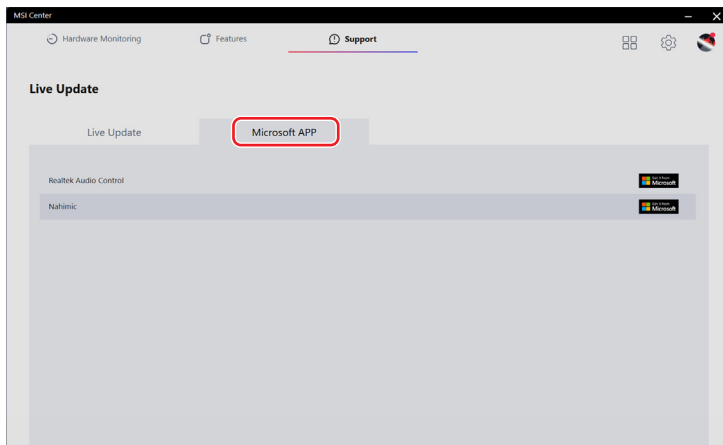 MSI Center
Hardware Monitoring
Features
Support
Live Update
Live Update
Microsoft APP
Realtek Audio Control
Microsoft
Nahimic
Microsoft